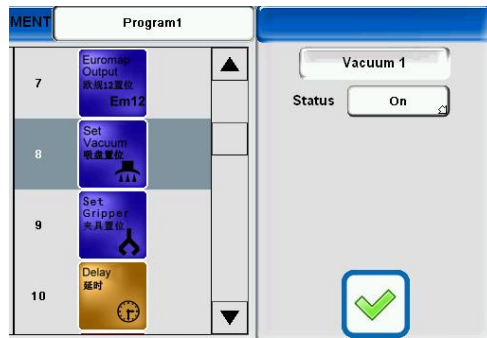 MENT
Program1
7
Euromap
Output
欧规12置位
Em12
8
Set
Vacuum
吸盘置位
9
Set
Gripper
夹具置位
10
Delay
延时
Vacuum 1
Status
On